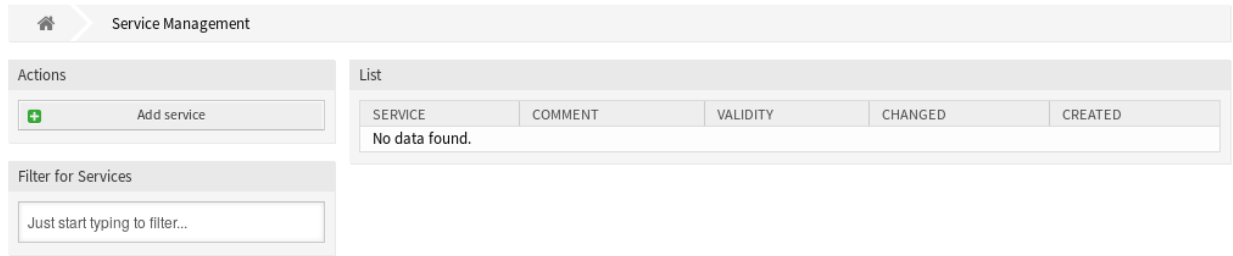 Service Management
Actions
Add service
Filter for Services
Just start typing to filter...
List
SERVICE COMMENT VALIDITY CHANGED CREATED
No data found.